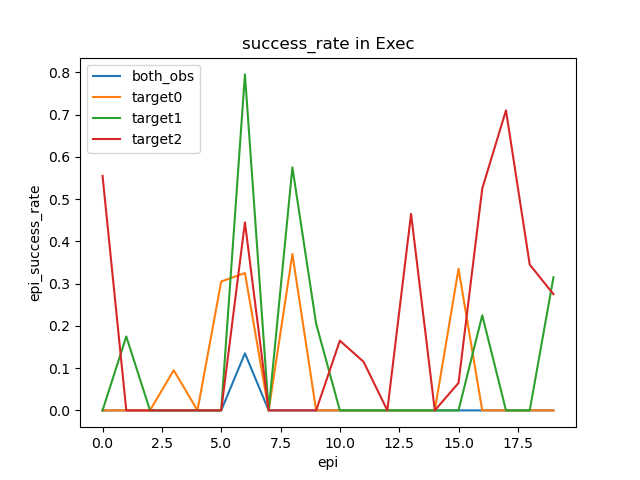 success_rate in Exec
both_obs
target0
target1
target2
epi_success_rate
0.8
0.7
0.6
0.5
0.4
0.3
0.2
0.1
0.0
0.0 2.5 5.0 7.5 10.0 12.5 15.0 17.5
epi